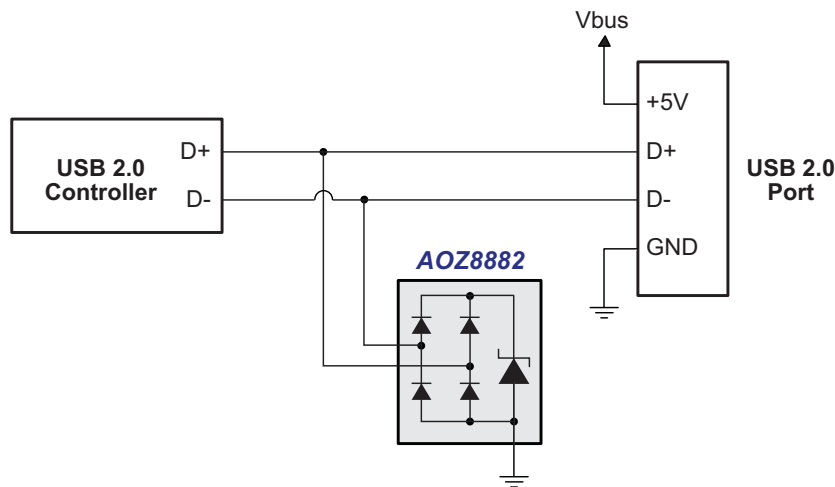 Vbus
+5V
D+
D-
GND
USB 2.0
Port
USB 2.0
Controller
D+
D-
AOZ8882